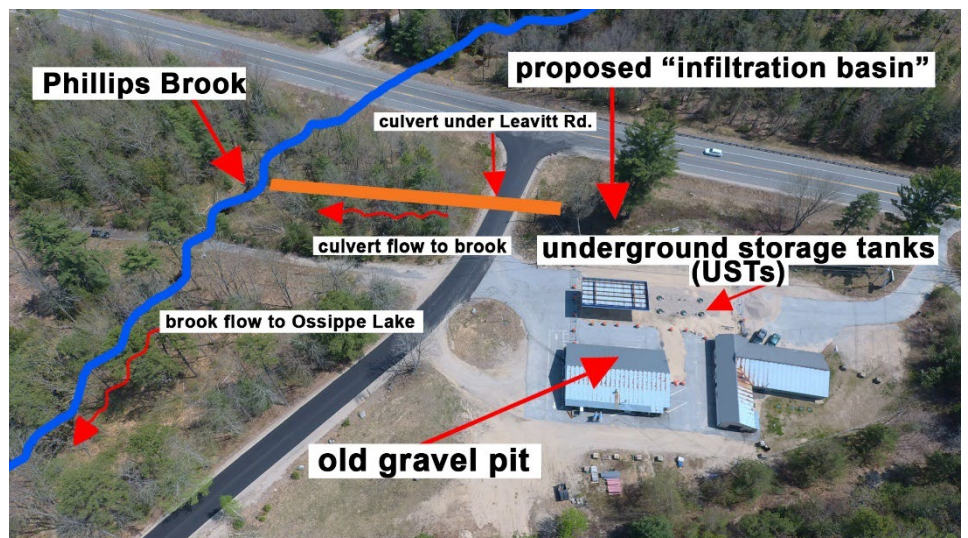 Phillips Brook
proposed “infiltration basin”
culvert under Leavitt Rd.
culvert flow to brook
underground storage tanks
(USTs)
brook flow to Ossippe Lake
old gravel pit